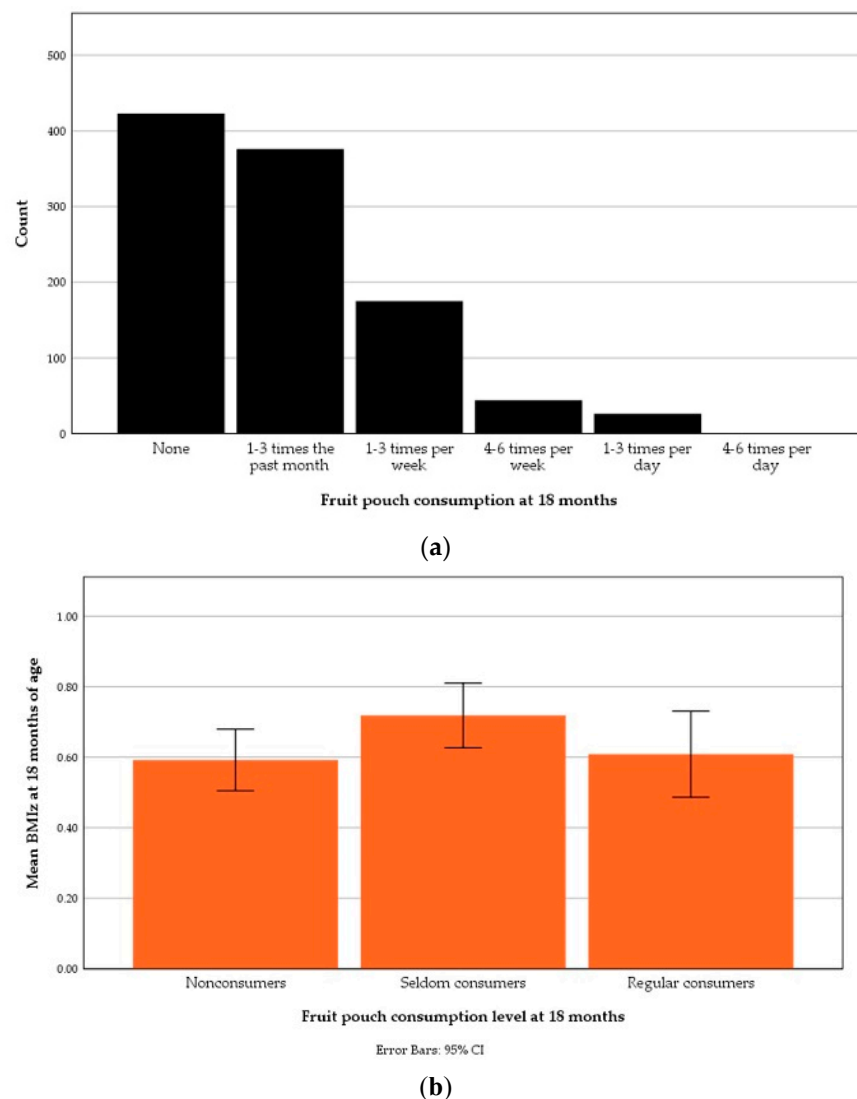 500
400
300
200
100
0
Count
None
1-3 times the past month
1-3 times per week
4-6 times per week
1-3 times per day
4-6 times per day
Fruit pouch consumption at 18 months
(a)
1.00
0.80
0.60
0.40
0.20
0.00
Mean BMIz at 18 months of age
Nonconsumers
Seldom consumers
Regular consumers
Fruit pouch consumption level at 18 months
Error Bars: 95% CI
(b)